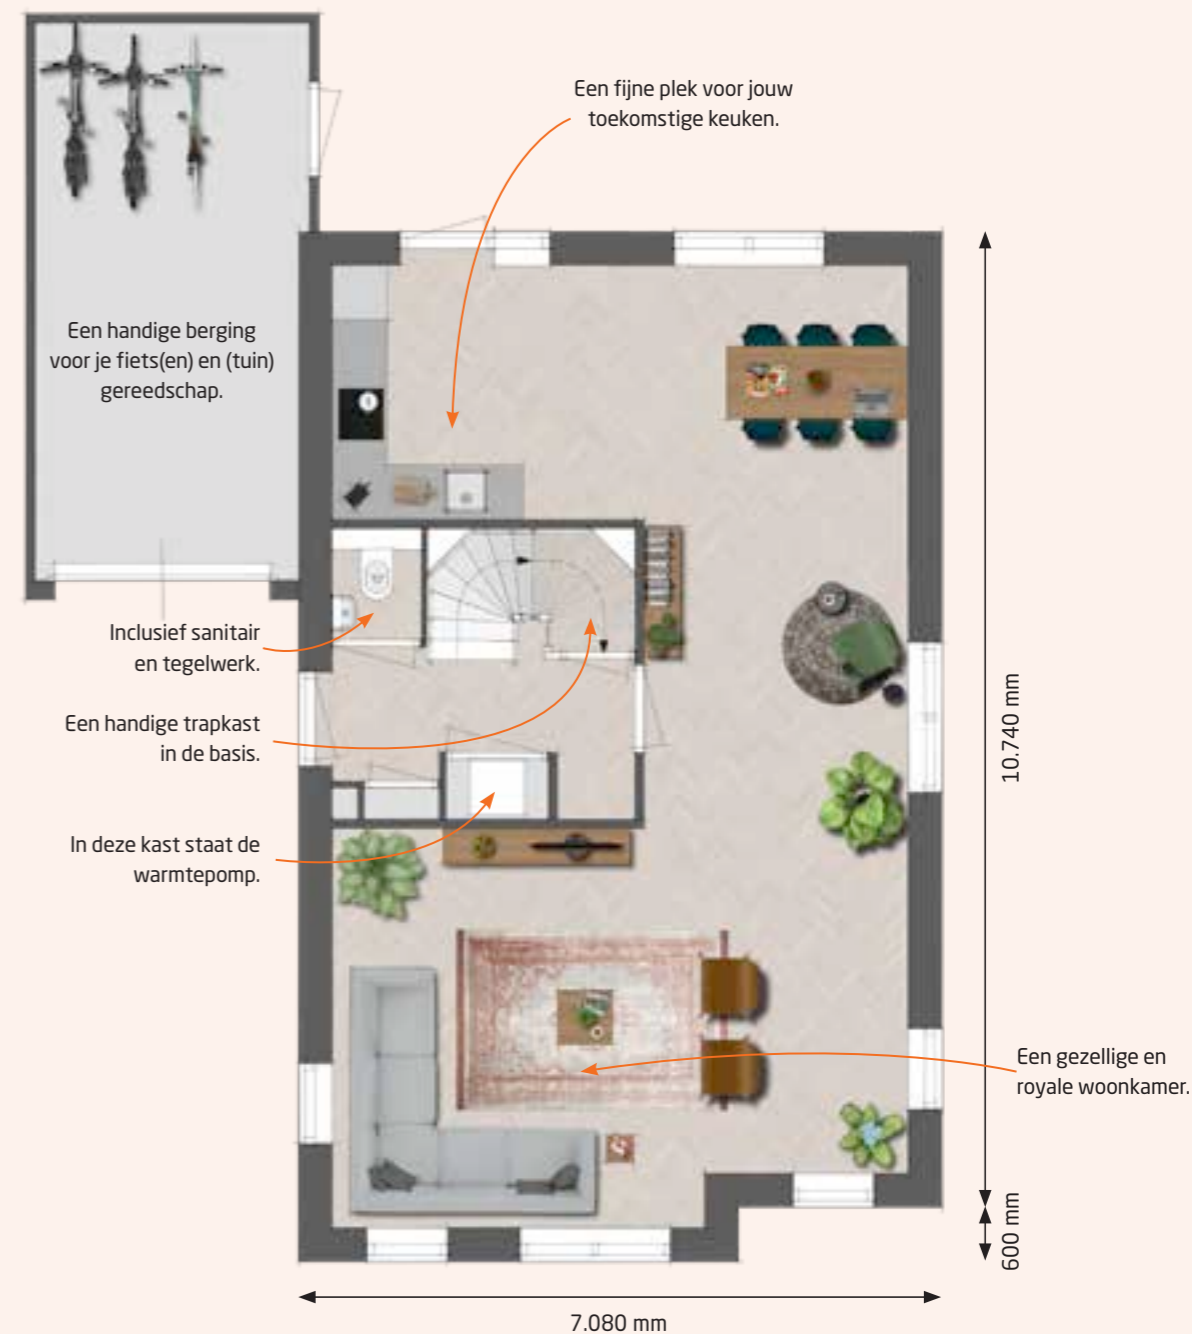 Een fijne plek voor jouw
toekomstige keuken.
Een handige berging
voor je fiets(en) en (tuin)
gereedschap.
Inclusief sanitair
en tegelwerk.
Een handige trapkast
in de basis.
In deze kast staat de
warmtepomp.
10.740 mm
Een gezellige en
royale woonkamer.
600 mm
7.080 mm